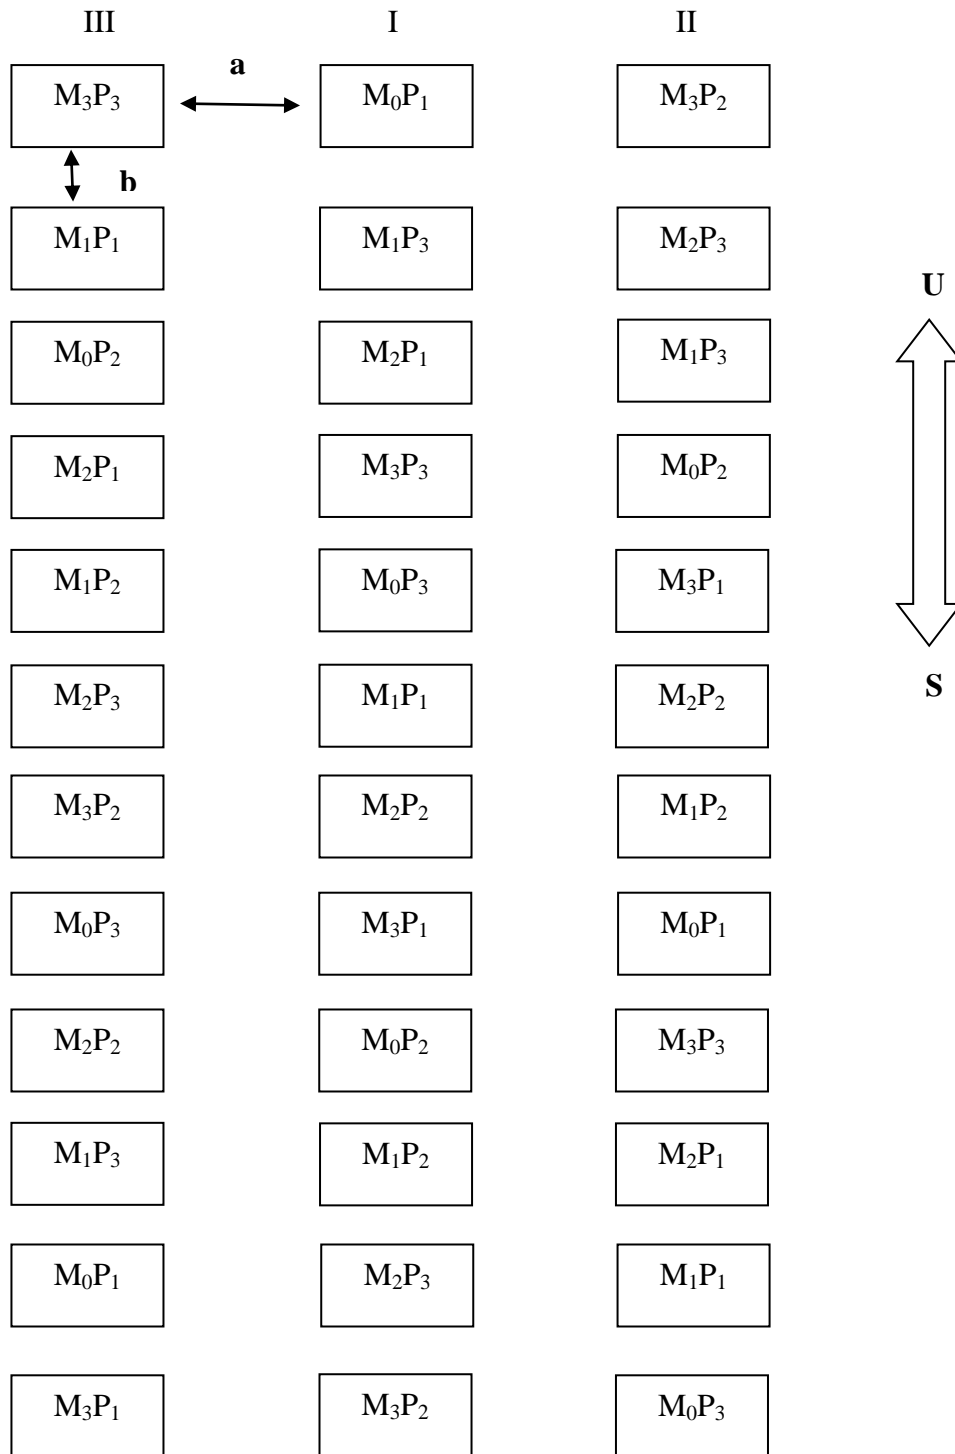 III I II
a
M₃P₃ M₀P₁ M₃P₂
b
M₁P₁ M₁P₃ M₂P₃
U
M₀P₂ M₂P₁ M₁P₃
M₂P₁ M₃P₃ M₀P₂
M₁P₂ M₀P₃ M₃P₁
M₂P₃ M₁P₁ M₂P₂
S
M₃P₂ M₂P₂ M₁P₂
M₀P₃ M₃P₁ M₀P₁
M₂P₂ M₀P₂ M₃P₃
M₁P₃ M₁P₂ M₂P₁
M₀P₁ M₂P₃ M₁P₁
M₃P₁ M₃P₂ M₀P₃